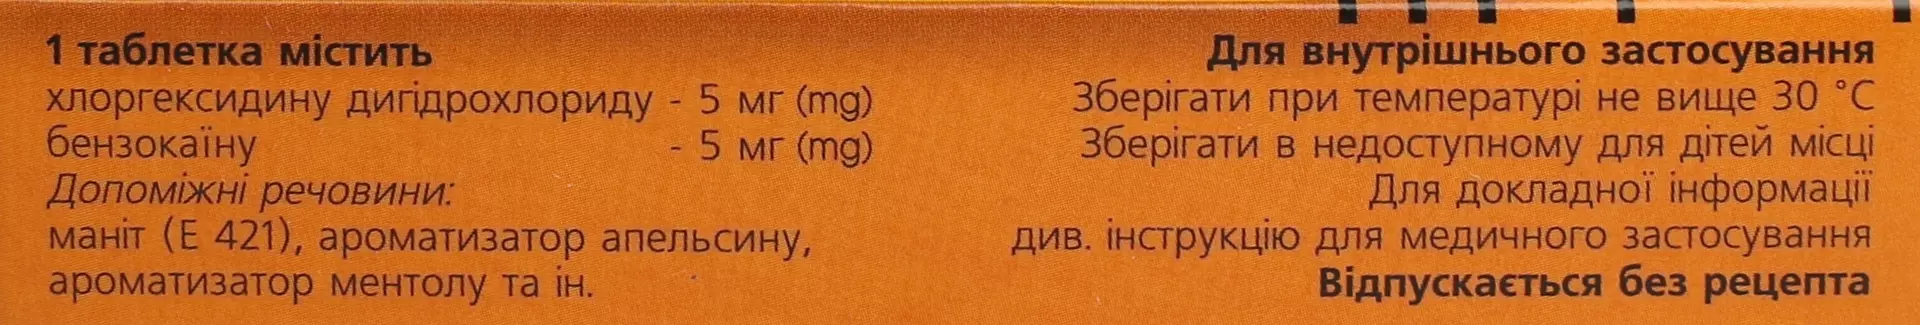 1 таблетка містить
хлоргексидину дигідрохлориду - 5 мг (mg)
бензокаїну - 5 мг (mg)
Допоміжні речовини:
маніт (Е 421), ароматизатор апельсину,
ароматизатор ментолу та ін.
Для внутрішнього застосування
Зберігати при температурі не вище 30 °С
Зберігати в недоступному для дітей місці
Для докладної інформації
див. інструкцію для медичного застосування
Відпускається без рецепта